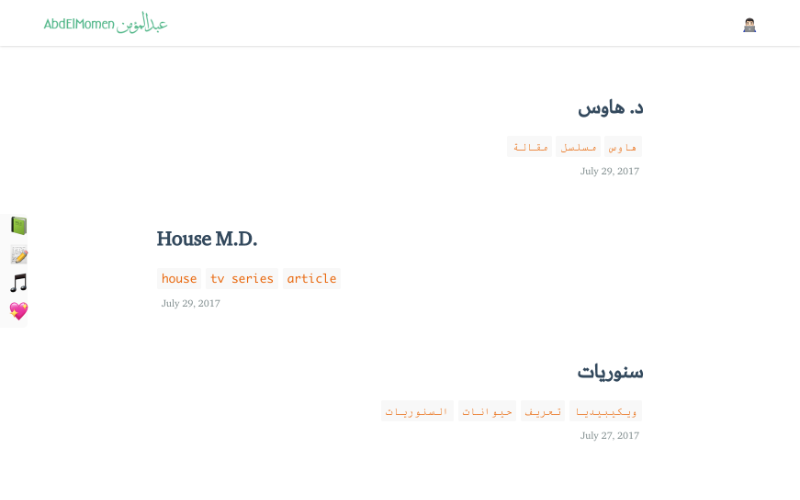 AbdElMomen عبدالمؤمن
د. هاوس
هاوس مسلسل مقالة
July 29, 2017
House M.D.
house tv series article
July 29, 2017
سنوريات
ويكيبيديا تعريف حيوانات السنوريات
July 27, 2017